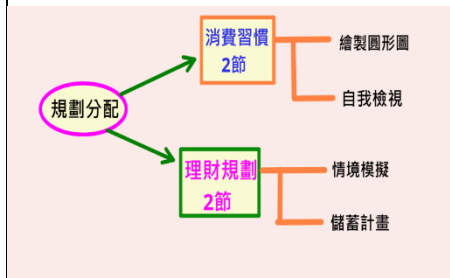 規劃分配
消費習慣
2節
繪製圓形圖
自我檢視
理財規劃
2節
情境模擬
儲蓄計畫